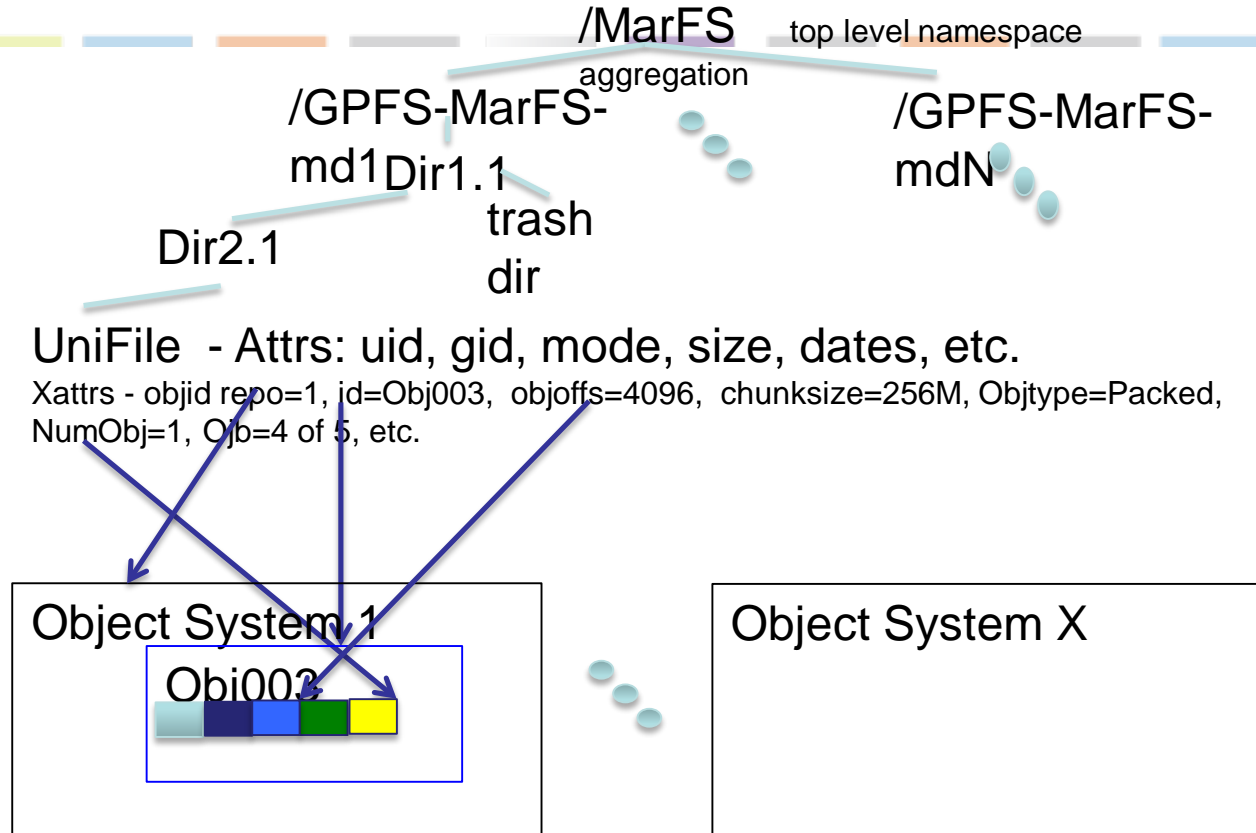 /MarFS top level namespace
aggregation
/GPFS-MarFS-
md1
/GPFS-MarFS-
mdN
Dir1.1
trash
dir
Dir2.1
UniFile - Attrs: uid, gid, mode, size, dates, etc.
Xattrs - objid repo=1, id=Obj003, objoffs=4096, chunksize=256M, Objtype=Packed,
NumObj=1, Ojb=4 of 5, etc.
Object System 1
Obj003
Object System X